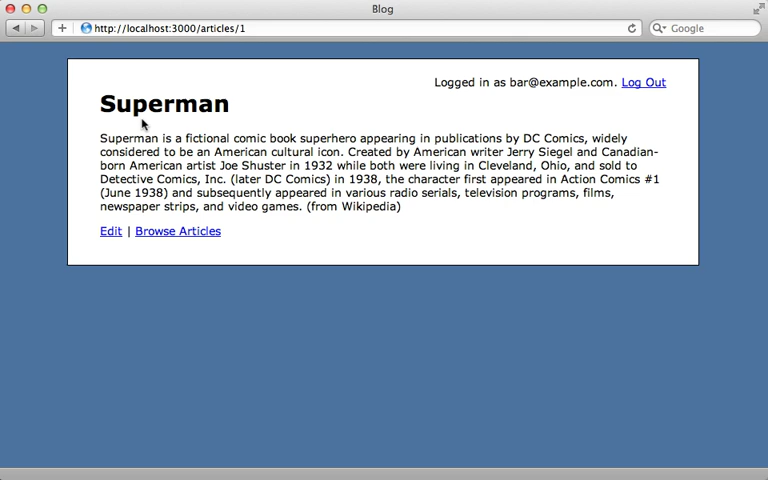 Blog
http://localhost:3000/articles/1
Google
Logged in as bar@example.com. Log Out
Superman
Superman is a fictional comic book superhero appearing in publications by DC Comics, widely
considered to be an American cultural icon. Created by American writer Jerry Siegel and Canadian-
born American artist Joe Shuster in 1932 while both were living in Cleveland, Ohio, and sold to
Detective Comics, Inc. (later DC Comics) in 1938, the character first appeared in Action Comics #1
(June 1938) and subsequently appeared in various radio serials, television programs, films,
newspaper strips, and video games. (from Wikipedia)
Edit | Browse Articles